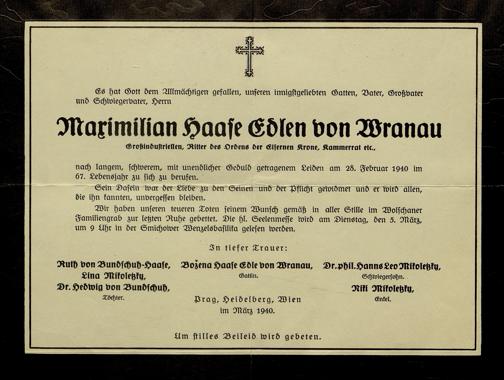 Es hat Gott dem Allmächtigen gefallen, unseren innigstgeliebten Gatten, Vater, Großvater
und Schwiegervater, Herrn
Maximilian Haase Edlen von Wranau
Großindustriellen, Ritter des Ordens der Eisernen Krone, Kammerrat etc.,
nach langem, schwerem, mit unendlicher Geduld getragenem Leiden am 28. Februar 1940 im
67. Lebensjahr zu sich zu berufen.
Sein Dasein war der Liebe zu den Seinen und der Pflicht gewidmet und er wird allen,
die ihn kannten, unvergessen bleiben.
Wir haben unseren teueren Toten seinem Wunsch gemäß in aller Stille im Wolschaner
Familiengrab zur letzten Ruhe gebettet. Die hl. Seelenmesse wird am Dienstag, den 5. März,
um 9 Uhr in der Smichower Wenzelsbasilika gelesen werden.
In tiefer Trauer:
Ruth von Bundschuh-Haase, Božena Haase Edle von Wranau, Dr. phil. Hanns Leo Mikoletzky,
Lina Mikoletzky, Gattin. Schwiegersohn.
Dr. Hedwig von Bundschuh, Niki Mikoletzky,
Töchter. Enkel.
Prag, Heidelberg, Wien
im März 1940.
Um stilles Beileid wird gebeten.